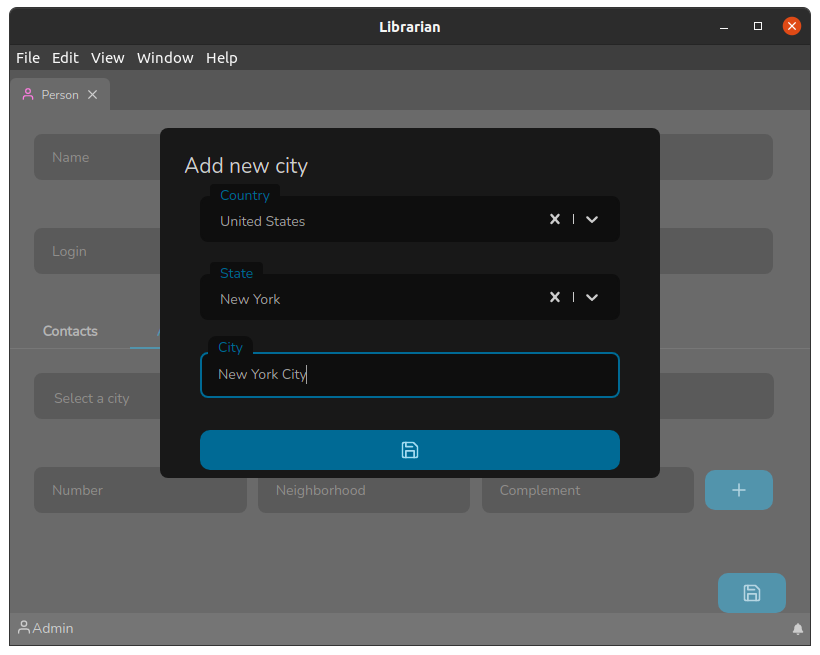 Librarian
File Edit View Window Help
Person
Name
Add new city
Country
United States
Login
State
New York
Contacts
City
New York City
Select a city
Number Neighborhood Complement
Admin